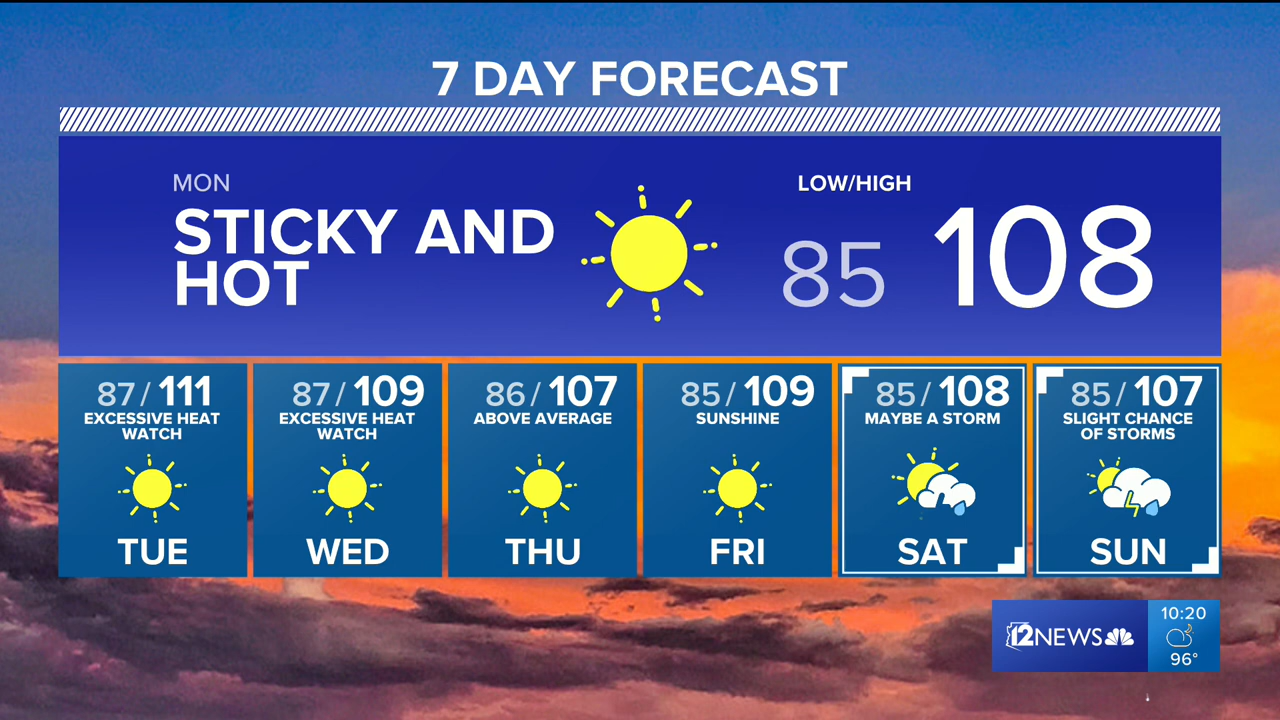 7 DAY FORECAST
MON
STICKY AND
HOT
LOW/HIGH
85 108
87 / 111
EXCESSIVE HEAT
WATCH
TUE
87 / 109
EXCESSIVE HEAT
WATCH
WED
86 / 107
ABOVE AVERAGE
THU
85 / 109
SUNSHINE
FRI
85 / 108
MAYBE A STORM
SAT
85 / 107
SLIGHT CHANCE
OF STORMS
SUN
12NEWS
10:20
96°